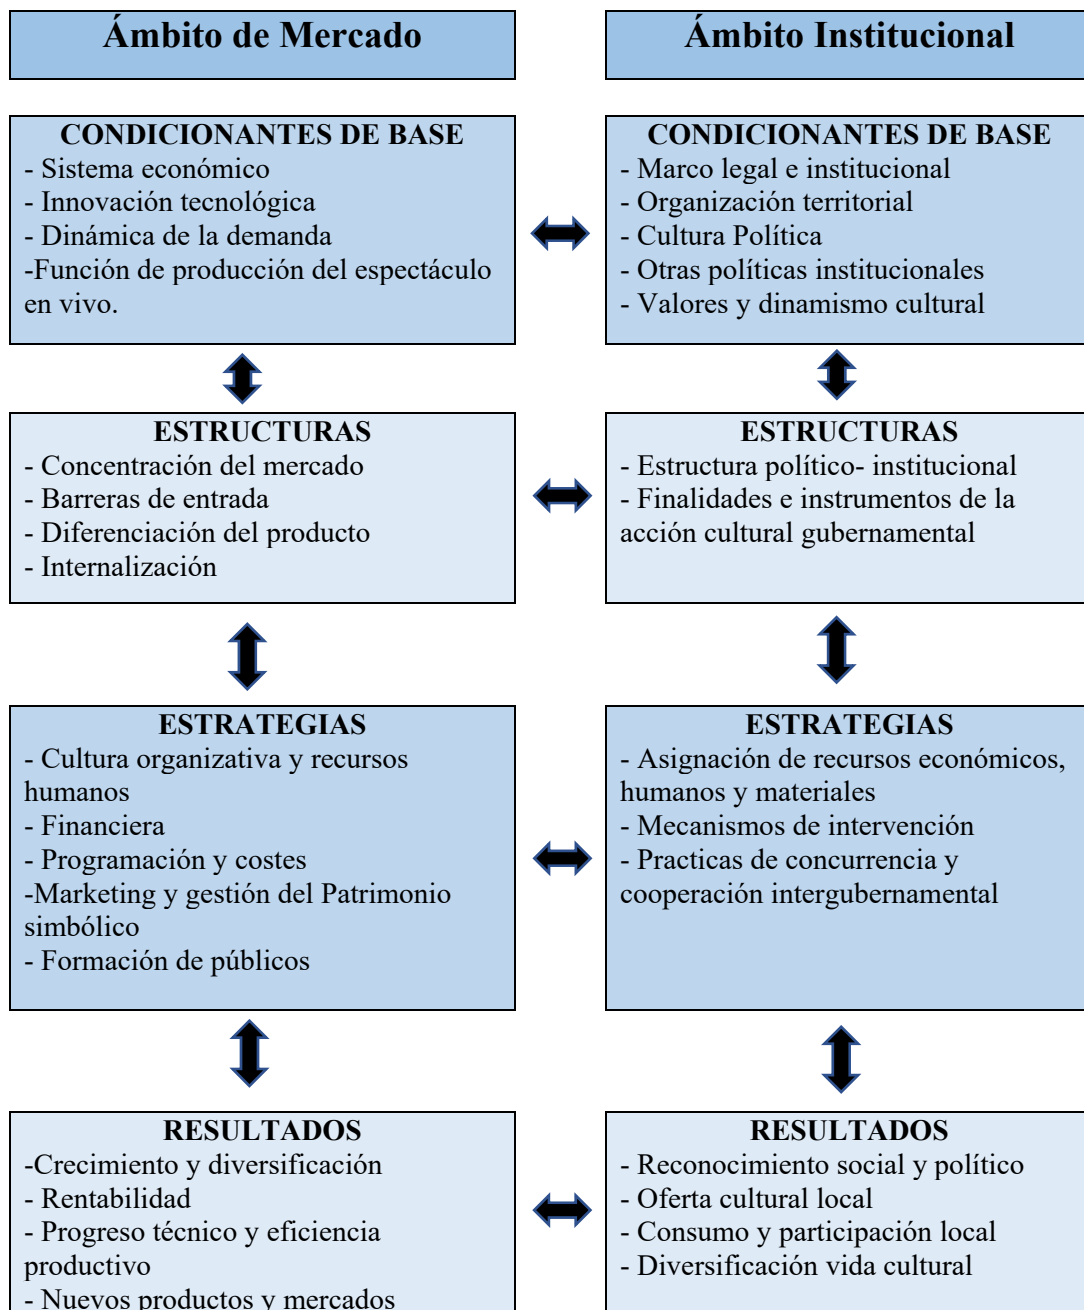 Ámbito de Mercado
Ámbito Institucional
CONDICIONANTES DE BASE
- Sistema económico
- Innovación tecnológica
- Dinámica de la demanda
-Función de producción del espectáculo
en vivo.
CONDICIONANTES DE BASE
- Marco legal e institucional
- Organización territorial
- Cultura Política
- Otras políticas institucionales
- Valores y dinamismo cultural
ESTRUCTURAS
- Concentración del mercado
- Barreras de entrada
- Diferenciación del producto
- Internalización
ESTRUCTURAS
- Estructura político- institucional
- Finalidades e instrumentos de la
acción cultural gubernamental
ESTRATEGIAS
- Cultura organizativa y recursos
humanos
- Financiera
- Programación y costes
-Marketing y gestión del Patrimonio
simbólico
- Formación de públicos
ESTRATEGIAS
- Asignación de recursos económicos,
humanos y materiales
- Mecanismos de intervención
- Practicas de concurrencia y
cooperación intergubernamental
RESULTADOS
-Crecimiento y diversificación
- Rentabilidad
- Progreso técnico y eficiencia
productivo
- Nuevos productos y mercados
RESULTADOS
- Reconocimiento social y político
- Oferta cultural local
- Consumo y participación local
- Diversificación vida cultural